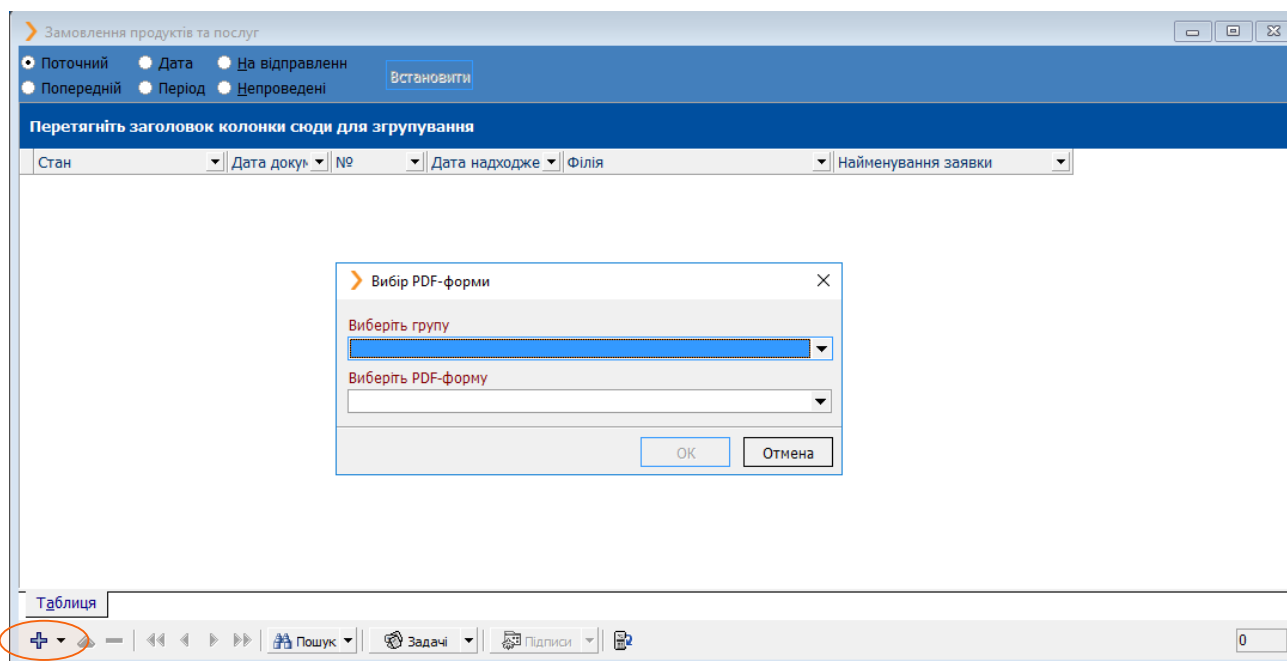 Замовлення продуктів та послуг
Поточний Дата На відправленн
Встановити
Попередній Період Непроведені
Перетягніть заголовок колонки сюди для згрупування
Стан Дата докум № Дата надходже Філія Найменування заявки
Вибір PDF-форми
Виберіть групу
Виберіть PDF-форму
ОК Отмена
Таблиця
Пошук Задачі Підписи 0